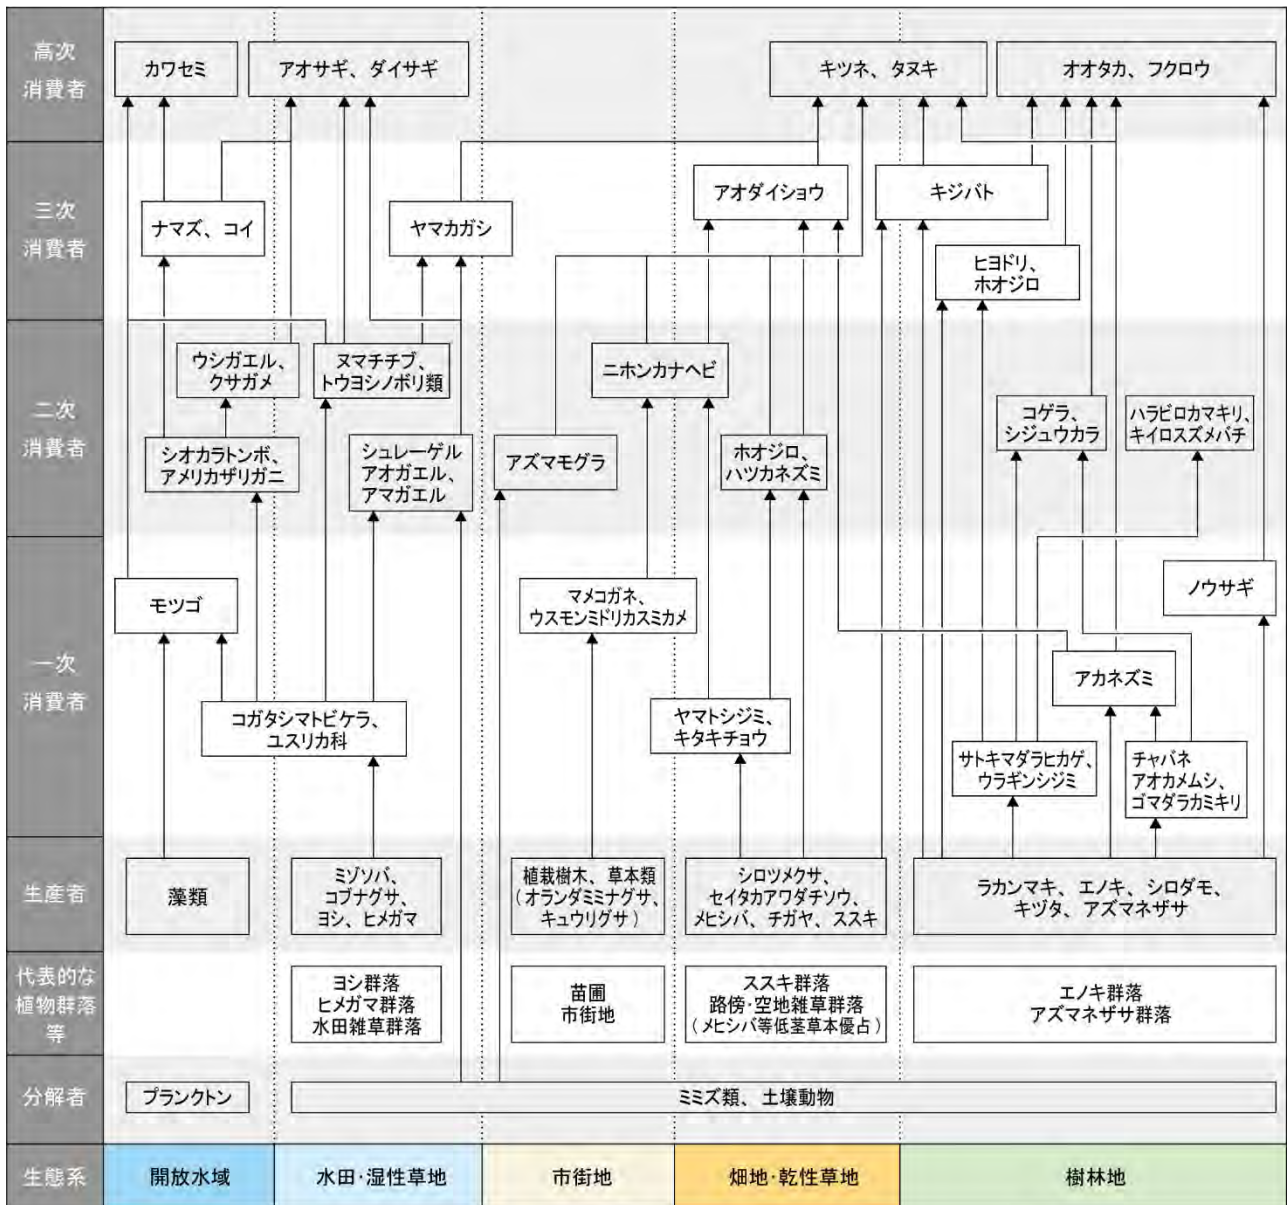 高次
消費者
カワセミ
アオサギ、ダイサギ
キツネ、タヌキ
オオタカ、フクロウ
三次
消費者
ナマズ、コイ
ヤマカガシ
アオダイショウ
キジバト
ヒヨドリ、
ホオジロ
二次
消費者
ウシガエル、
クサガメ
ヌマチチブ、
トウヨシノボリ類
ニホンカナヘビ
コゲラ、
シジュウカラ
ハラビロカマキリ、
キイロスズメバチ
シオカラトンボ、
アメリカザリガニ
シュレーゲル
アオガエル、
アマガエル
アズマモグラ
ホオジロ、
ハツカネズミ
一次
消費者
モツゴ
マメコガネ、
ウスモンミドリカスミカメ
ノウサギ
アカネズミ
コガタシマトビケラ、
ユスリカ科
ヤマトシジミ、
キタキチョウ
サトキマダラヒカゲ、
ウラギンシジミ
チャバネ
アオカメムシ、
ゴマダラカミキリ
生産者
藻類
ミゾソバ、
コブナグサ、
ヨシ、ヒメガマ
植栽樹木、草本類
(オランダミミナグサ、
キュウリグサ)
シロツメクサ、
セイタカアワダチソウ、
メヒシバ、チガヤ、ススキ
ラカンマキ、エノキ、シロダモ、
キヅタ、アズマネザサ
代表的な
植物群落
等
ヨシ群落
ヒメガマ群落
水田雑草群落
苗圃
市街地
ススキ群落
路傍・空地雑草群落
(メヒシバ等低茎草本優占)
エノキ群落
アズマネザサ群落
分解者
プランクトン
ミミズ類、土壌動物
生態系
開放水域
水田・湿性草地
市街地
畑地・乾性草地
樹林地